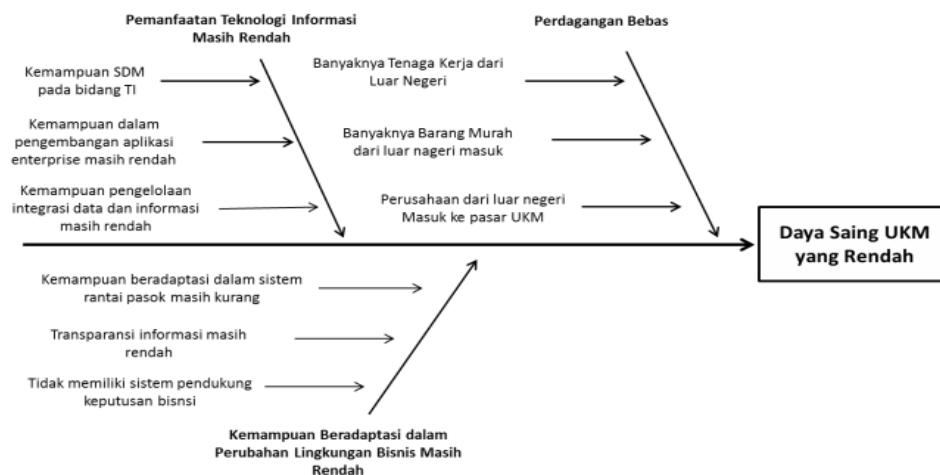 Pemanfaatan Teknologi Informasi
Masih Rendah
Kemampuan SDM
pada bidang TI
Kemampuan dalam
pengembangan aplikasi
enterprise masih rendah
Kemampuan pengelolaan
integrasi data dan informasi
masih rendah
Perdagangan Bebas
Banyaknya Tenaga Kerja dari
Luar Negeri
Banyaknya Barang Murah
dari luar nageri masuk
Perusahaan dari luar negeri
Masuk ke pasar UKM
Daya Saing UKM
yang Rendah
Kemampuan beradaptasi dalam sistem
rantai pasok masih kurang
Transparansi informasi masih
rendah
Tidak memiliki sistem pendukung
keputusan bisnsi
Kemampuan Beradaptasi dalam
Perubahan Lingkungan Bisnis Masih
Rendah